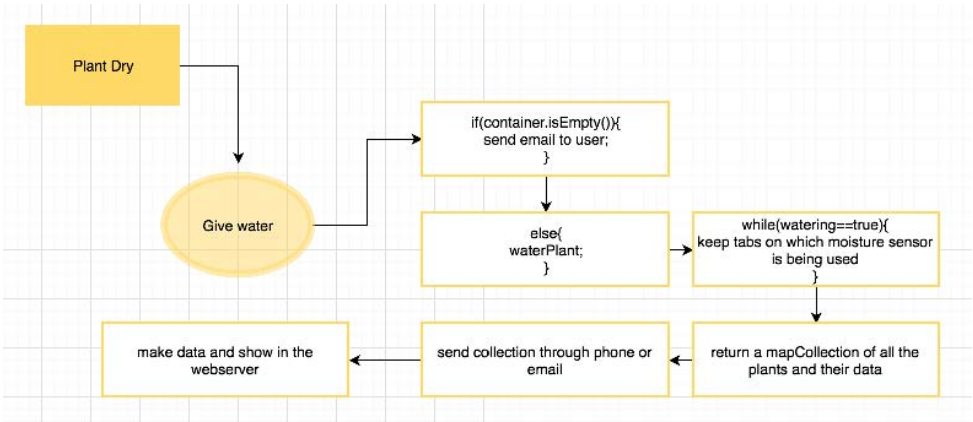 Plant Dry
Give water
if(container.isEmpty()){
send email to user;
}
else{
waterPlant;
}
while(watering==true){
keep tabs on which moisture sensor
is being used
}
return a mapCollection of all the
plants and their data
send collection through phone or
email
make data and show in the
webserver